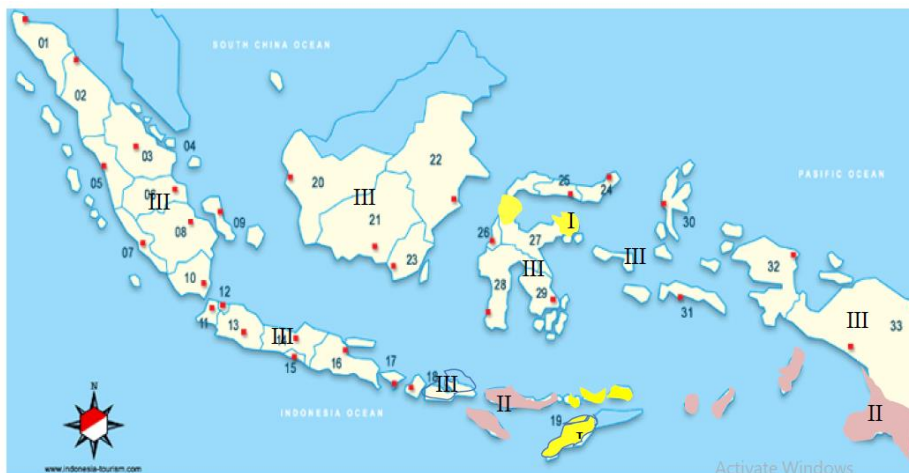 SOUTH CHINA OCEAN
PASIFIC OCEAN
INDONESIA OCEAN
01
02
03
04
05
06
III
07
08
09
10
11
12
13
III
15
16
17
18
III
19
I
20
III
21
22
23
24
25
26
27
I
28
III
29
30
III
31
32
III
33
II
II
N
www.indonesia-tourism.com
Activate Windows